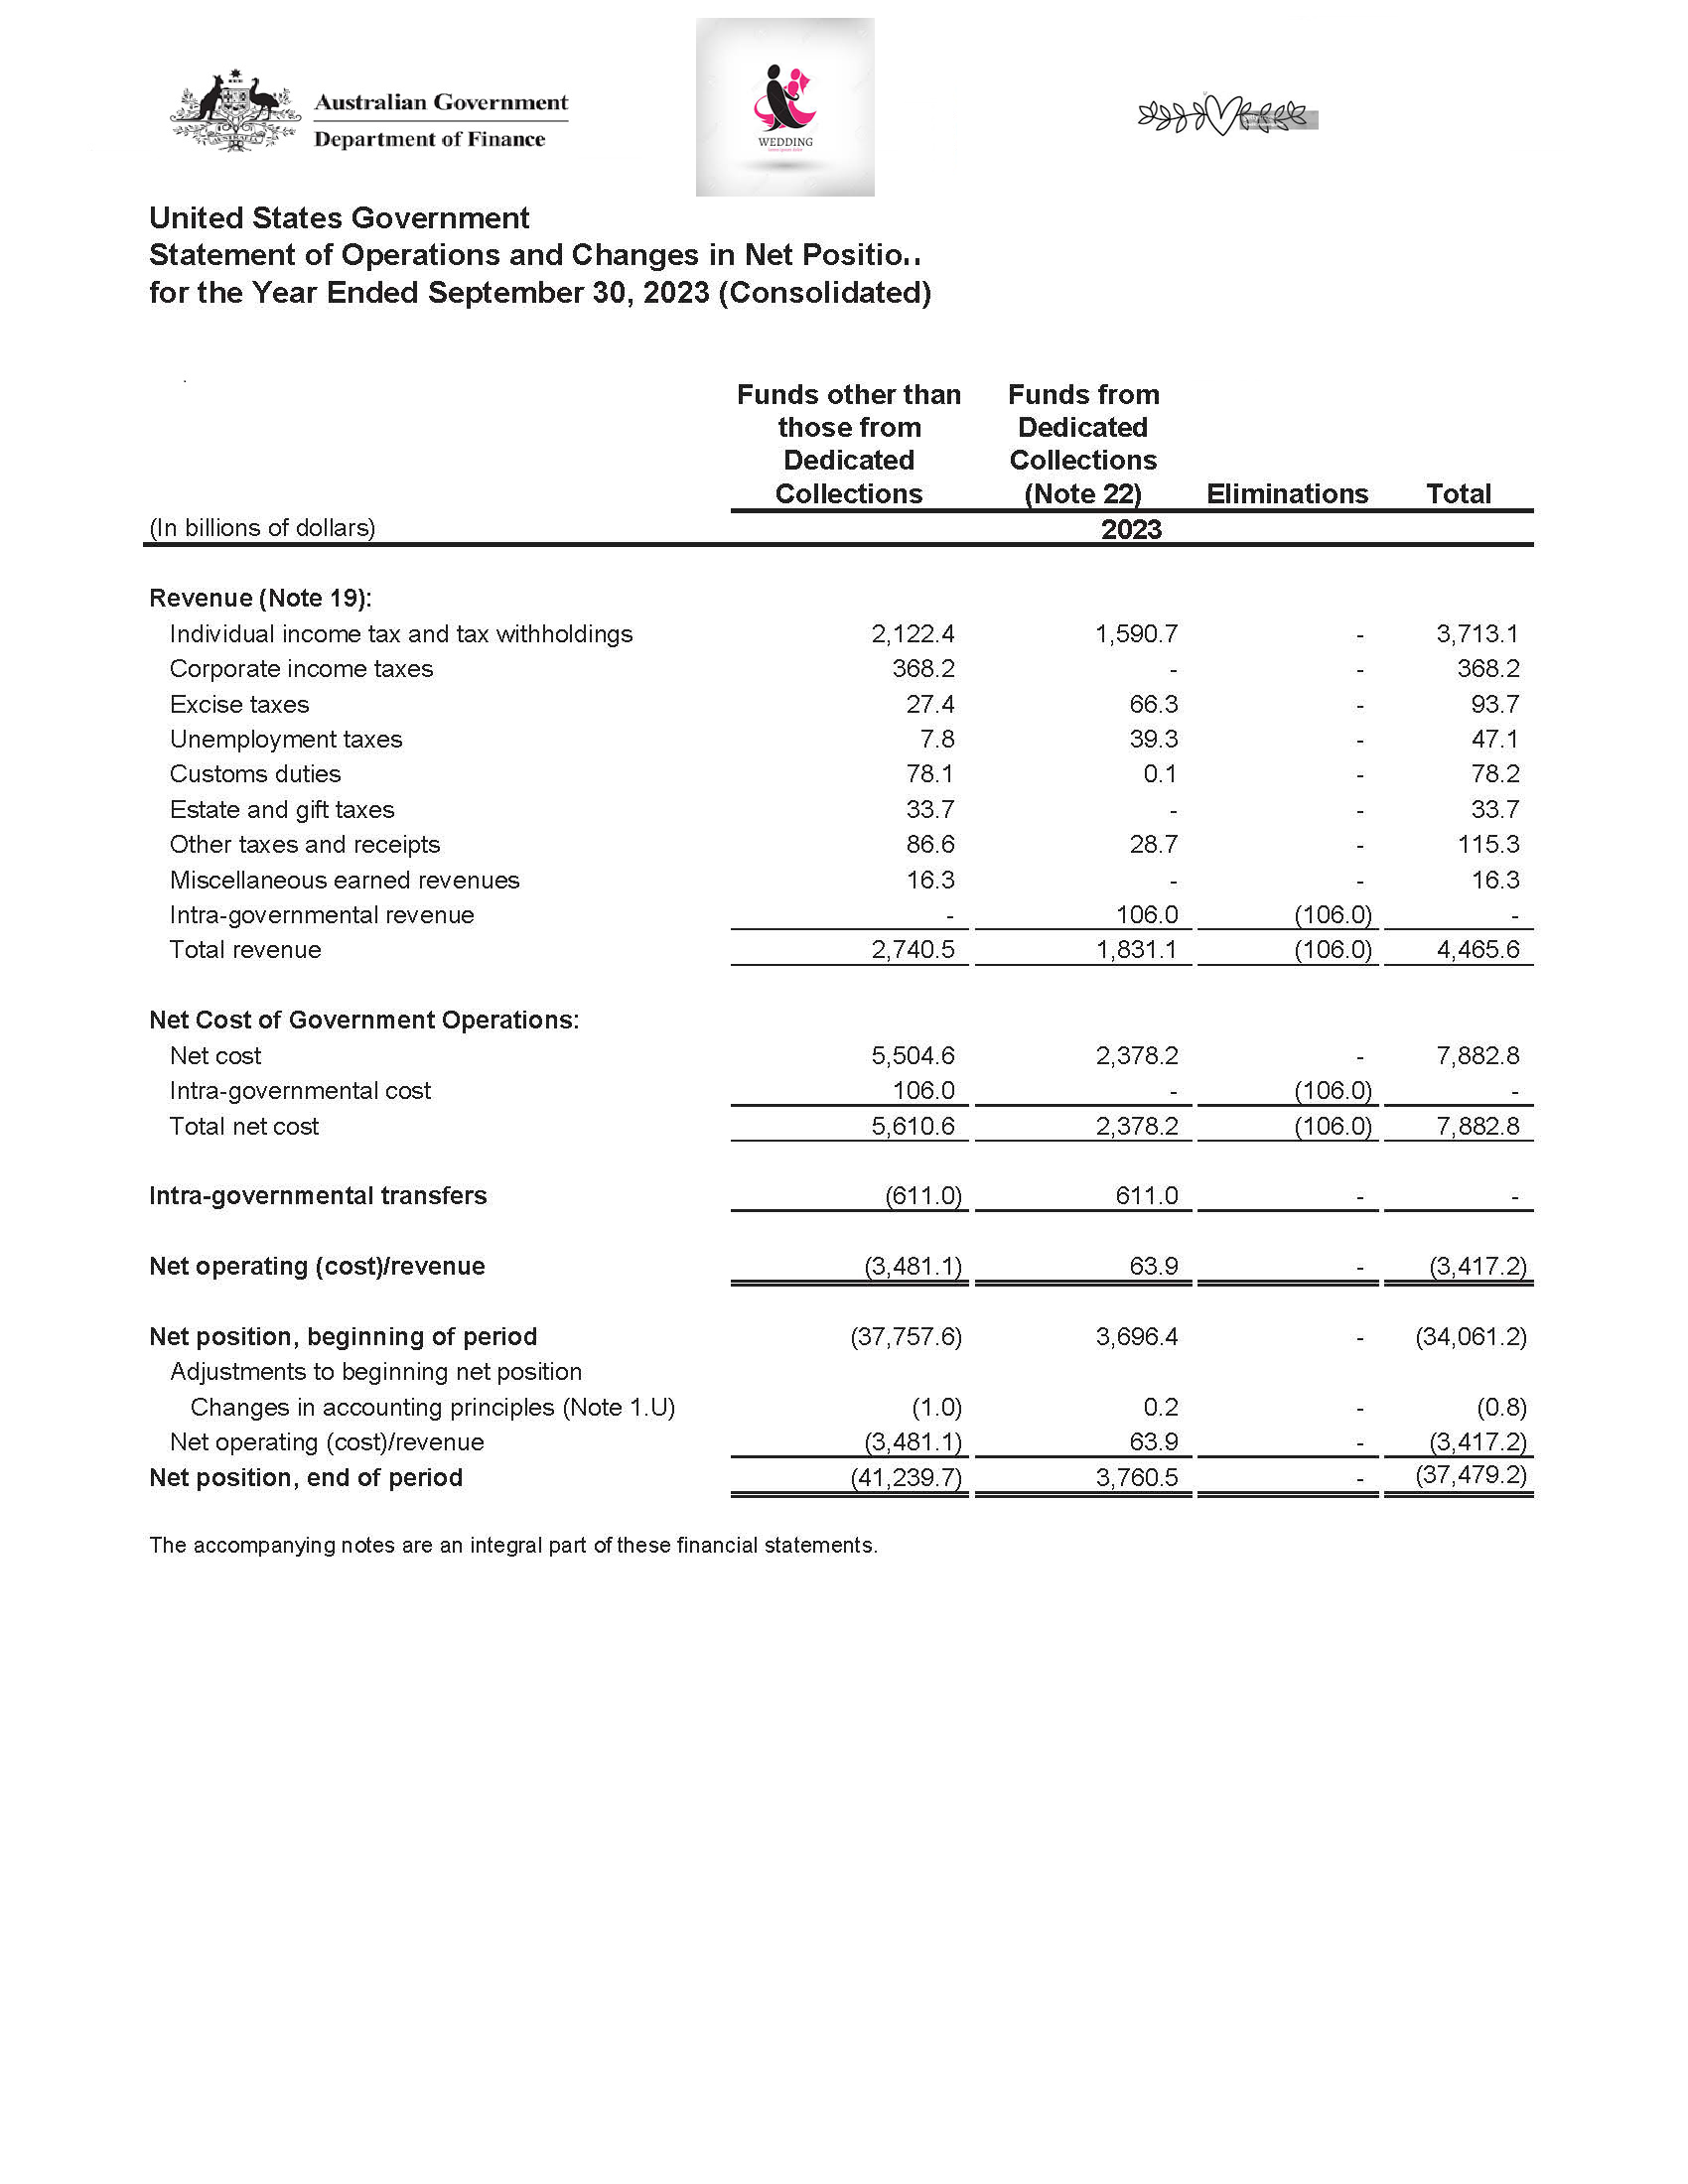 Australian Government
Department of Finance
WEDDING
United States Government
Statement of Operations and Changes in Net Positio
for the Year Ended September 30, 2023 (Consolidated)
Funds other than those from Dedicated Collections Funds from Dedicated Collections (Note 22) Eliminations Total
(In billions of dollars) 2023
Revenue (Note 19):
Individual income tax and tax withholdings 2,122.4 1,590.7 - 3,713.1
Corporate income taxes 368.2 - - 368.2
Excise taxes 27.4 66.3 - 93.7
Unemployment taxes 7.8 39.3 - 47.1
Customs duties 78.1 0.1 - 78.2
Estate and gift taxes 33.7 - - 33.7
Other taxes and receipts 86.6 28.7 - 115.3
Miscellaneous earned revenues 16.3 - - 16.3
Intra-governmental revenue - 106.0 (106.0) -
Total revenue 2,740.5 1,831.1 (106.0) 4,465.6
Net Cost of Government Operations:
Net cost 5,504.6 2,378.2 - 7,882.8
Intra-governmental cost 106.0 - (106.0) -
Total net cost 5,610.6 2,378.2 (106.0) 7,882.8
Intra-governmental transfers (611.0) 611.0 - -
Net operating (cost)/revenue (3,481.1) 63.9 - (3,417.2)
Net position, beginning of period (37,757.6) 3,696.4 - (34,061.2)
Adjustments to beginning net position
Changes in accounting principles (Note 1.U) (1.0) 0.2 - (0.8)
Net operating (cost)/revenue (3,481.1) 63.9 - (3,417.2)
Net position, end of period (41,239.7) 3,760.5 - (37,479.2)
The accompanying notes are an integral part of these financial statements.